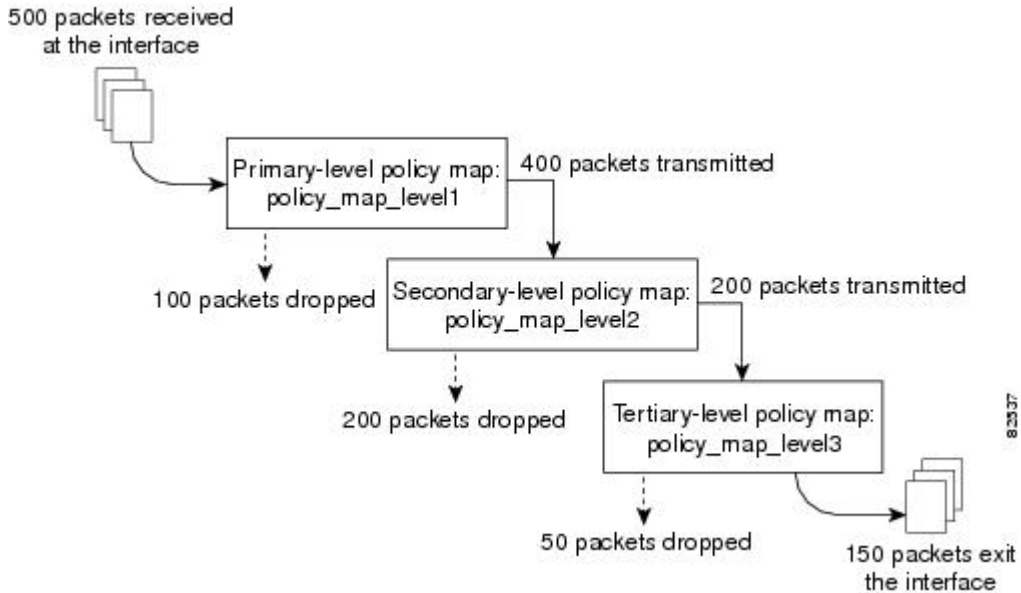 500 packets received
at the interface
Primary-level policy map:
policy_map_level1
400 packets transmitted
100 packets dropped
Secondary-level policy map:
policy_map_level2
200 packets transmitted
200 packets dropped
Tertiary-level policy map:
policy_map_level3
82537
50 packets dropped
150 packets exit
the interface